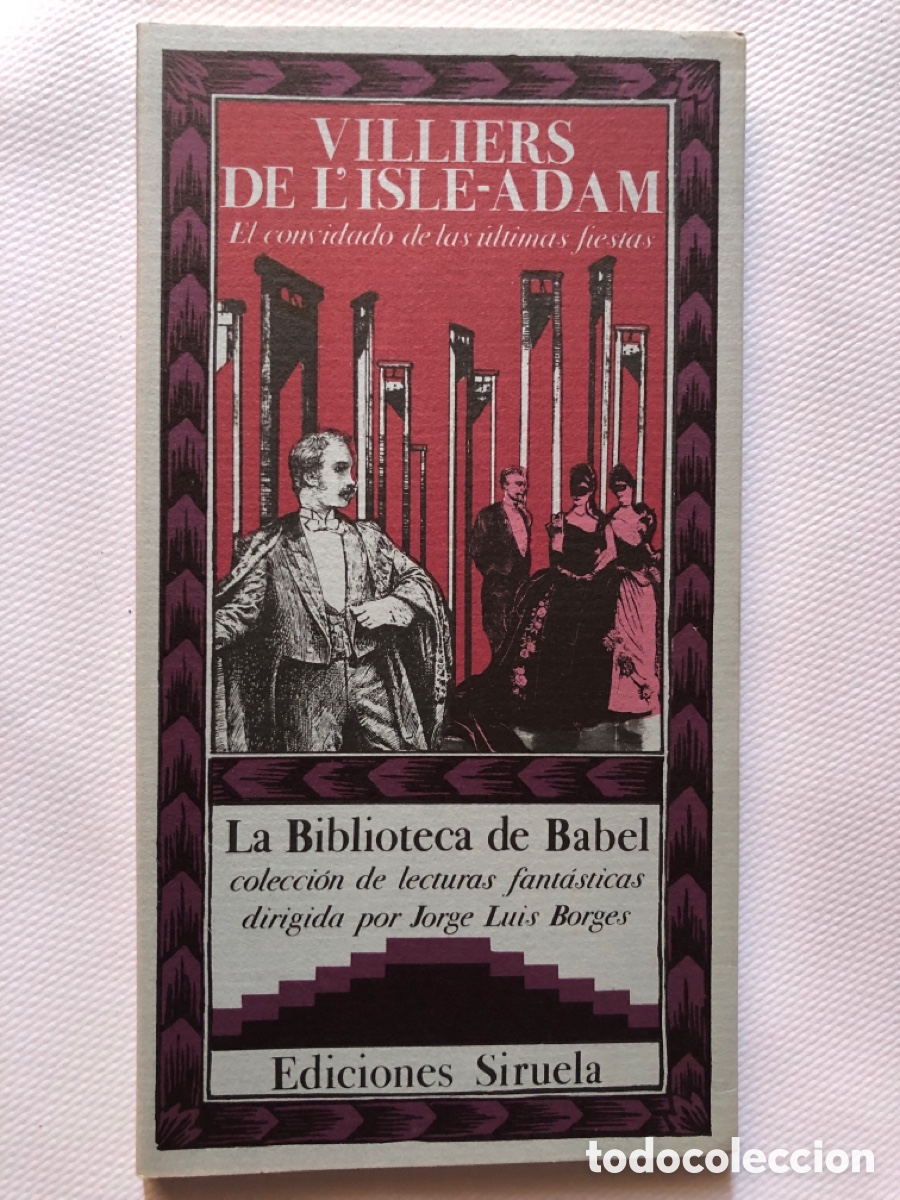 VILLIERS
DE L'ISLE-ADAM
El convidado de las últimas fiestas
La Biblioteca de Babel
colección de lecturas fantásticas
dirigida por Jorge Luis Borges
Ediciones Siruela
todocoleccion